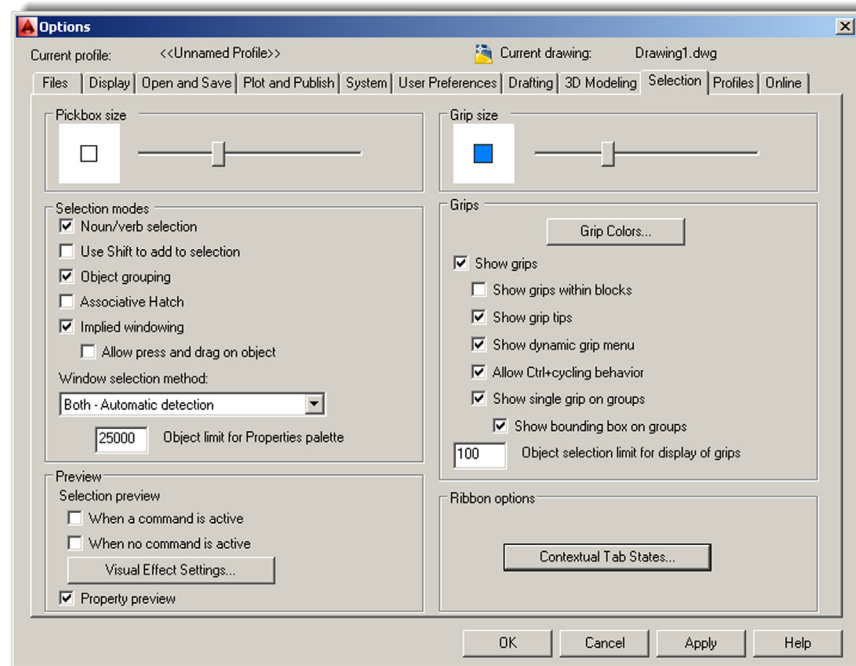 Options
Current profile: <<Unnamed Profile>> Current drawing: Drawing1.dwg
Files Display Open and Save Plot and Publish System User Preferences Drafting 3D Modeling Selection Profiles Online
Pickbox size
Selection modes
Noun/verb selection
Use Shift to add to selection
Object grouping
Associative Hatch
Implied windowing
Allow press and drag on object
Window selection method:
Both - Automatic detection
25000 Object limit for Properties palette
Preview
Selection preview
When a command is active
When no command is active
Visual Effect Settings...
Property preview
Grip size
Grips
Grip Colors...
Show grips
Show grips within blocks
Show grip tips
Show dynamic grip menu
Allow Ctrl+cycling behavior
Show single grip on groups
Show bounding box on groups
100 Object selection limit for display of grips
Ribbon options
Contextual Tab States...
OK Cancel Apply Help